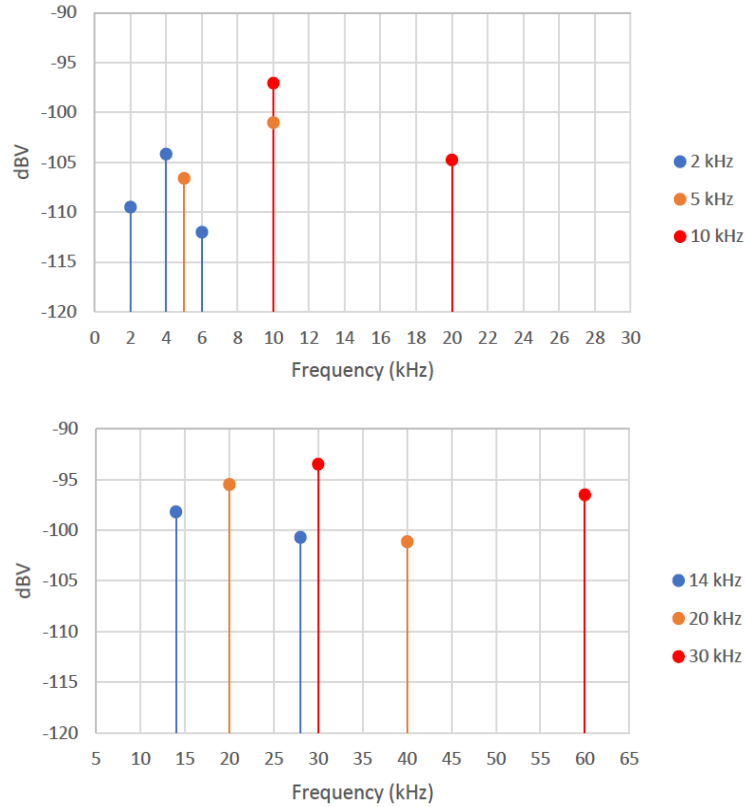 -90
-95
-100
-105
-110
-115
-120
dBV
0 2 4 6 8 10 12 14 16 18 20 22 24 26 28 30
Frequency (kHz)
2 kHz
5 kHz
10 kHz
-90
-95
-100
-105
-110
-115
-120
dBV
5 10 15 20 25 30 35 40 45 50 55 60 65
Frequency (kHz)
14 kHz
20 kHz
30 kHz